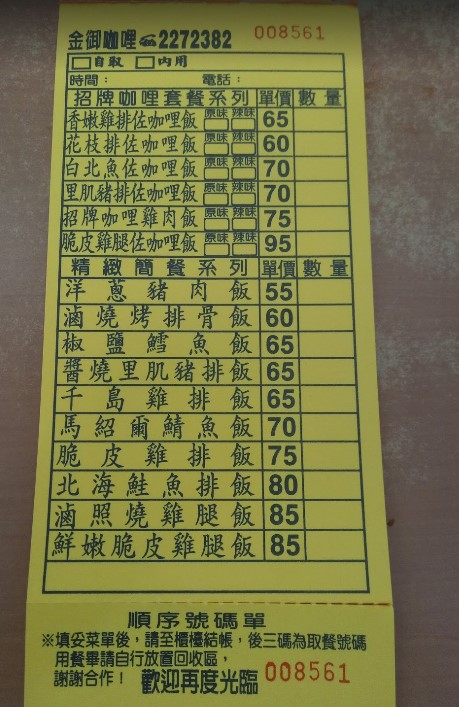 金御咖哩☎2272382 008561
□自取 □內用
時間： 電話：
招牌咖哩套餐系列 單價 數量
香嫩雞排佐咖哩飯 原味 辣味 65
花枝排佐咖哩飯 原味 辣味 60
白北魚佐咖哩飯 原味 辣味 70
里肌豬排佐咖哩飯 原味 辣味 70
招牌咖哩雞肉飯 原味 辣味 75
脆皮雞腿佐咖哩飯 原味 辣味 95
精緻簡餐系列 單價 數量
洋蔥豬肉飯 55
滷燒烤排骨飯 60
椒鹽鱈魚飯 65
醬燒里肌豬排飯 65
千島雞排飯 65
馬紹爾鯖魚飯 70
脆皮雞排飯 75
北海鮭魚排飯 80
滷照燒雞腿飯 85
鮮嫩脆皮雞腿飯 85
順序號碼單
※填妥菜單後，請至櫃檯結帳，後三碼為取餐號碼
用餐畢請自行放置回收區，
謝謝合作！ 歡迎再度光臨 008561